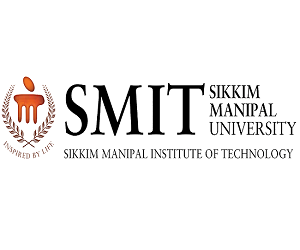 SMIT
SIKKIM
MANIPAL
UNIVERSITY
INSPIRED BY LIFE
SIKKIM MANIPAL INSTITUTE OF TECHNOLOGY